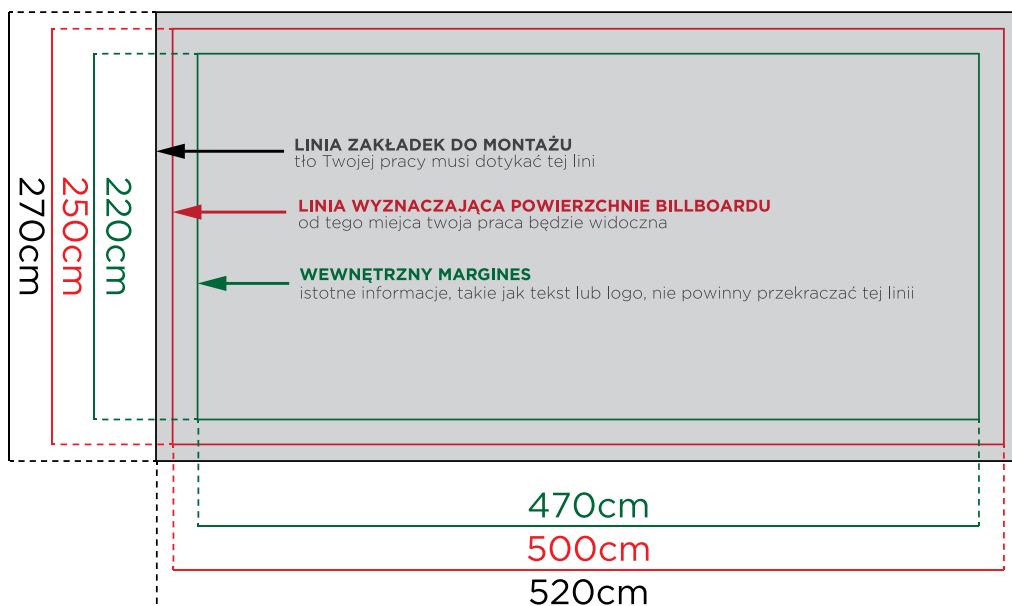 LINIA ZAKŁADEK DO MONTAŻU
tło Twojej pracy musi dotykać tej lini
LINIA WYZNACZAJĄCA POWIERZCHNIE BILLBOARDU
od tego miejca twoja praca będzie widoczna
WEWNĘTRZNY MARGINES
istotne informacje, takie jak tekst lub logo, nie powinny przekraczać tej linii
270cm
250cm
220cm
470cm
500cm
520cm